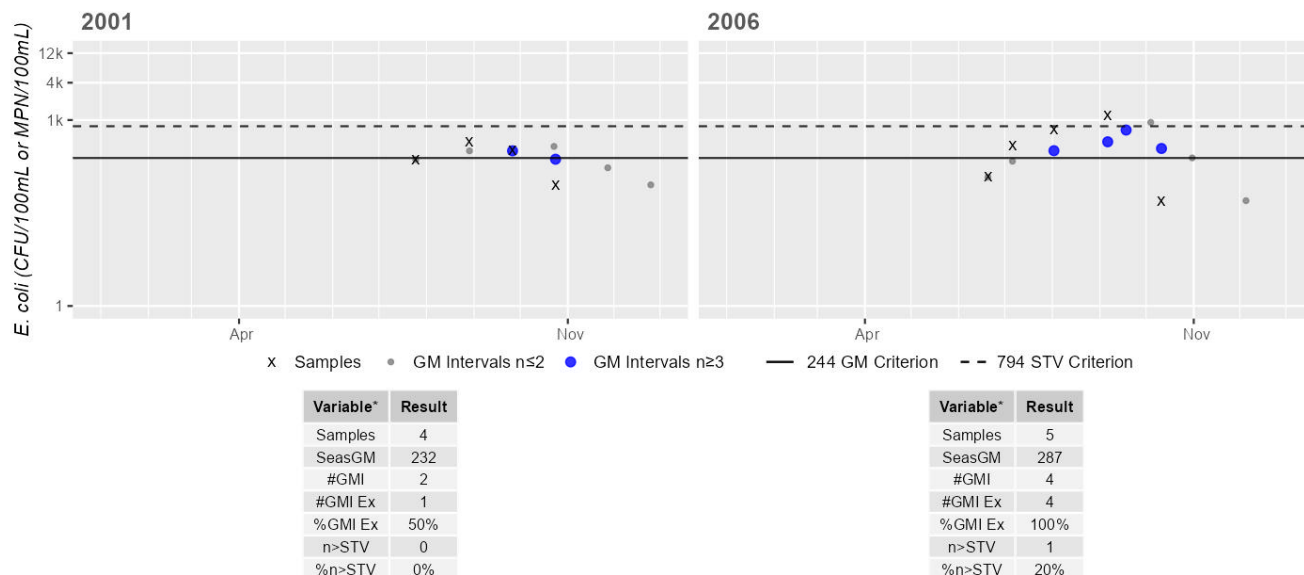 2001
2006
E. coli (CFU/100mL or MPN/100mL)
12k
4k
1k
1
Apr
Nov
Apr
Nov
x Samples GM Intervals n≤2 GM Intervals n≥3 244 GM Criterion 794 STV Criterion
Variable* Result
Samples 4
SeasGM 232
#GMI 2
#GMI Ex 1
%GMI Ex 50%
n>STV 0
%n>STV 0%
Variable* Result
Samples 5
SeasGM 287
#GMI 4
#GMI Ex 4
%GMI Ex 100%
n>STV 1
%n>STV 20%